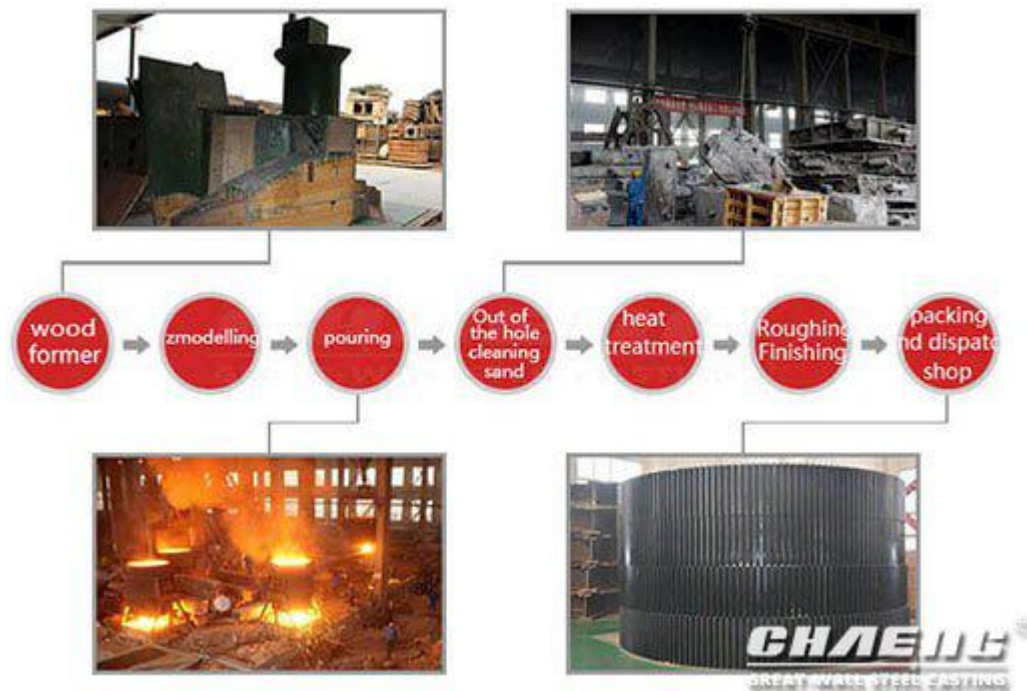 wood
former
zmodelling
pouring
Out of
the hole
cleaning
sand
heat
treatment
Roughing
Finishing
packing
nd dispatc
shop
CHAENG
GREAT WALL STEEL CASTING